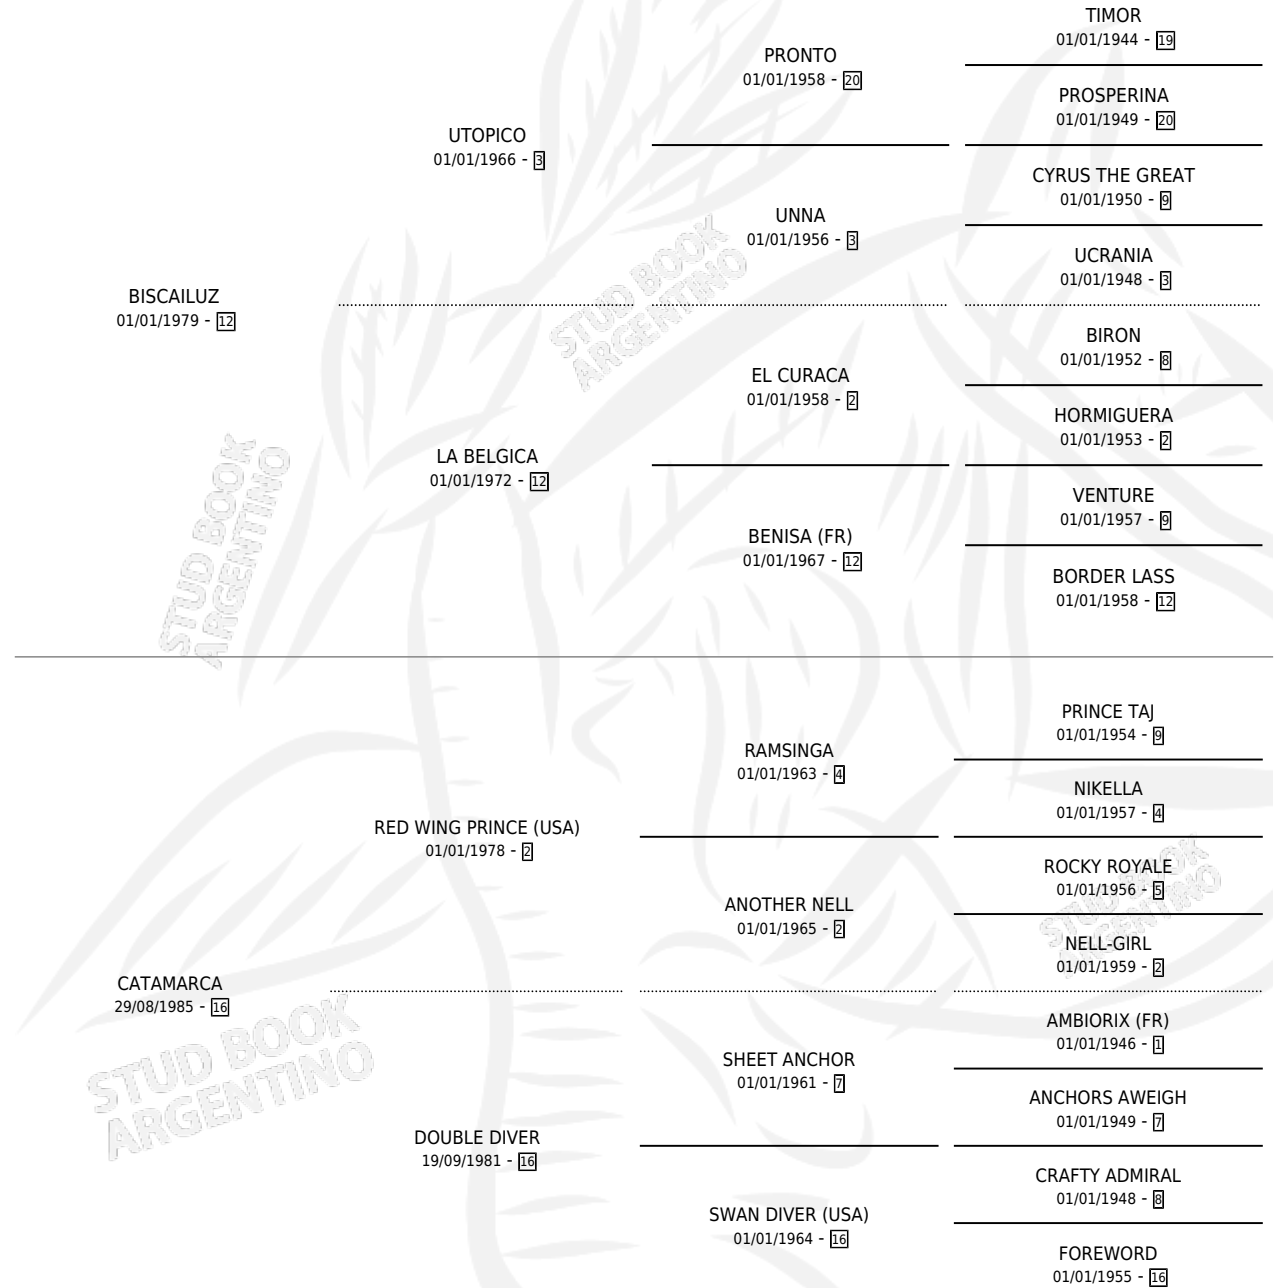 TIMOR
01/01/1944 - 19
PRONTO
01/01/1958 - 20
PROSPERINA
01/01/1949 - 20
UTOPICO
01/01/1966 - 3
CYRUS THE GREAT
01/01/1950 - 9
UNNA
01/01/1956 - 3
UCRANIA
01/01/1948 - 3
BISCAILUZ
01/01/1979 - 12
BIRON
01/01/1952 - 8
EL CURACA
01/01/1958 - 2
HORMIGUERA
01/01/1953 - 2
LA BELGICA
01/01/1972 - 12
VENTURE
01/01/1957 - 9
BENISA (FR)
01/01/1967 - 12
BORDER LASS
01/01/1958 - 12
STUD BOOK
ARGENTINO
STUD BOOK
ARGENTINO
PRINCE TAJ
01/01/1954 - 9
RAMSINGA
01/01/1963 - 4
NIKELLA
01/01/1957 - 4
RED WING PRINCE (USA)
01/01/1978 - 2
ROCKY ROYALE
01/01/1956 - 5
ANOTHER NELL
01/01/1965 - 2
NELL-GIRL
01/01/1959 - 2
STUD BOOK
ARGENTINO
CATAMARCA
29/08/1985 - 16
AMBIORIX (FR)
01/01/1946 - 1
SHEET ANCHOR
01/01/1961 - 7
ANCHORS AWEIGH
01/01/1949 - 7
STUD BOOK
ARGENTINO
DOUBLE DIVER
19/09/1981 - 16
CRAFTY ADMIRAL
01/01/1948 - 8
SWAN DIVER (USA)
01/01/1964 - 16
FOREWORD
01/01/1955 - 16